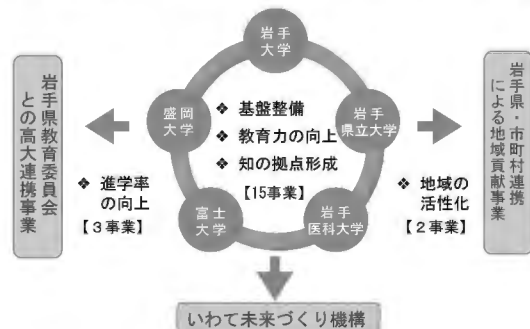 岩手
大学
盛岡
大学
岩手
県立大学
富士
大学
岩手
医科大学
❖ 基盤整備
❖ 教育力の向上
❖ 知の拠点形成
【15事業】
岩手県教育委員会
との高大連携事業
❖ 進学率
の向上
【3事業】
岩手県・市町村連携
による地域貢献事業
❖ 地域の
活性化
【2事業】
いわて未来づくり機構